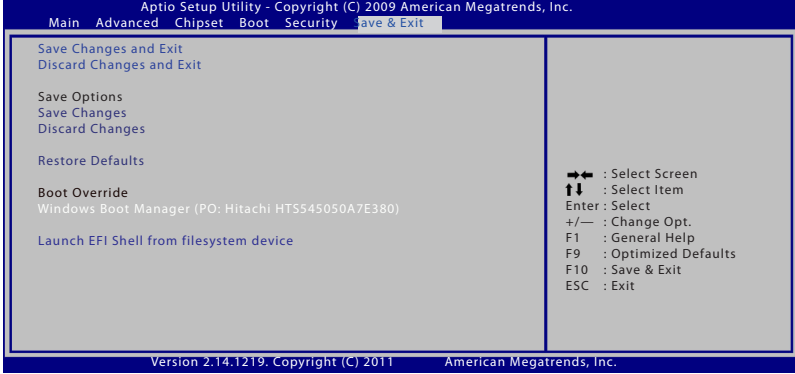 Aptio Setup Utility - Copyright (C) 2009 American Megatrends, Inc.
Main Advanced Chipset Boot Security Save & Exit
Save Changes and Exit
Discard Changes and Exit
Save Options
Save Changes
Discard Changes
Restore Defaults
Boot Override
Windows Boot Manager (PO: Hitachi HTS545050A7E380)
Launch EFI Shell from filesystem device
→← : Select Screen
↑↓ : Select Item
Enter : Select
+/— : Change Opt.
F1 : General Help
F9 : Optimized Defaults
F10 : Save & Exit
ESC : Exit
Version 2.14.1219. Copyright (C) 2011 American Megatrends, Inc.